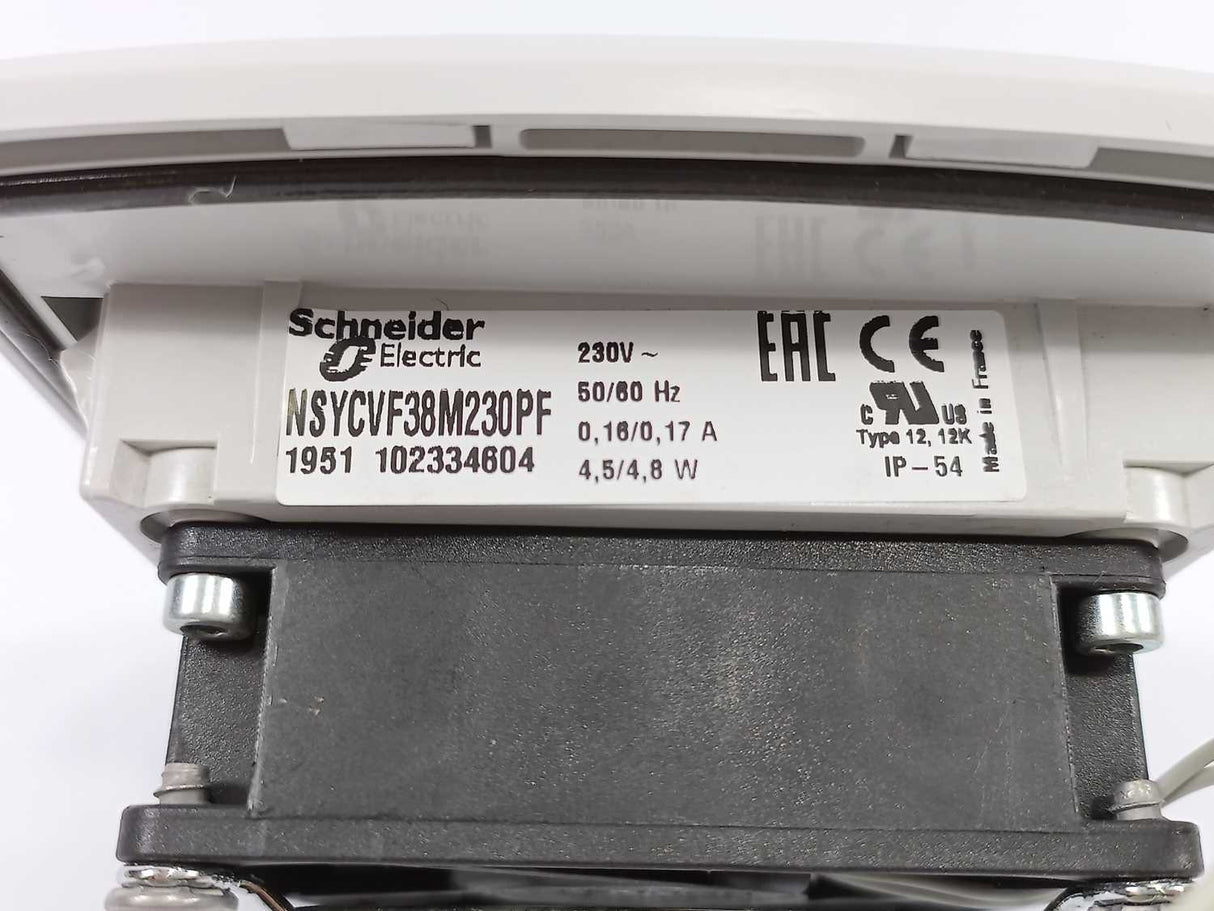 Schneider
Electric
NSYCVF38M230PF
1951 102334604
230V ~
50/60 Hz
0,16/0,17 A
4,5/4,8 W
EAC CE
c RU US
Type 12, 12K
IP-54
Made in France